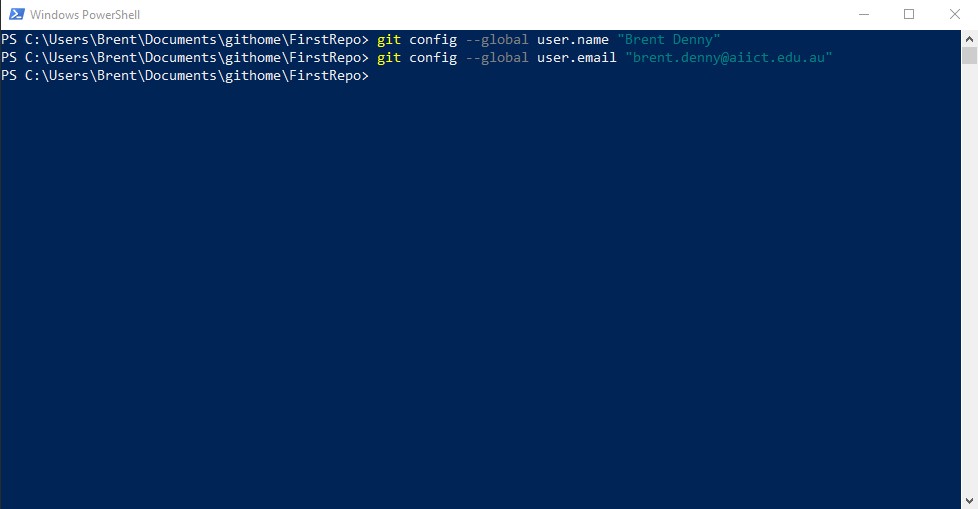 Windows PowerShell
PS C:\Users\Brent\Documents\githome\FirstRepo> git config --global user.name "Brent Denny"
PS C:\Users\Brent\Documents\githome\FirstRepo> git config --global user.email "brent.denny@aiict.edu.au"
PS C:\Users\Brent\Documents\githome\FirstRepo>